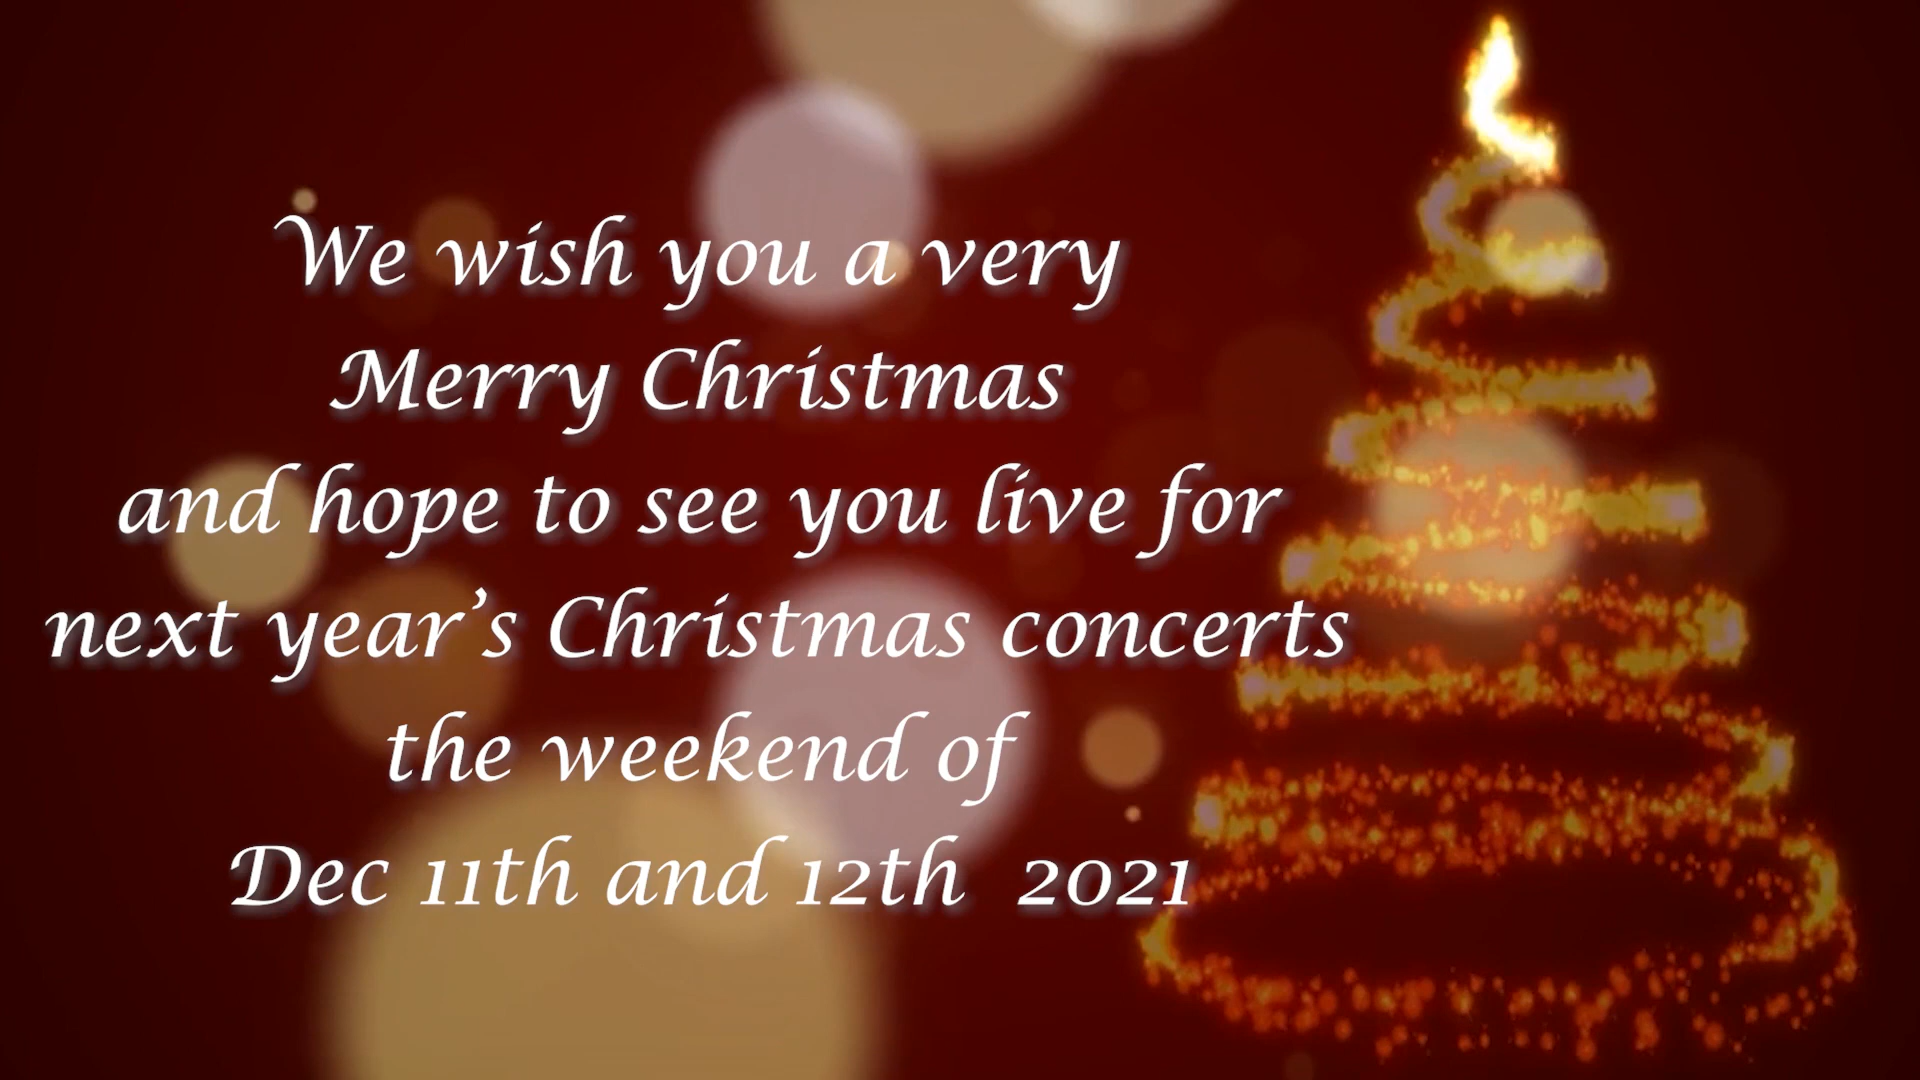 We wish you a very
Merry Christmas
and hope to see you live for
next year’s Christmas concerts
the weekend of
Dec 11th and 12th  2021